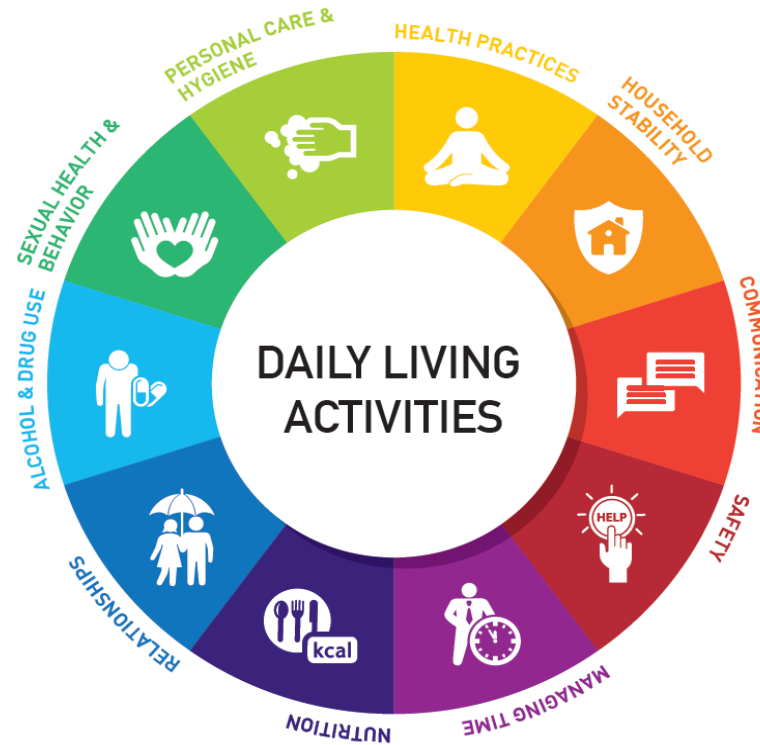 DAILY LIVING
ACTIVITIES
HEALTH PRACTICES
HOUSEHOLD
STABILITY
COMMUNICATION
SAFETY
HELP
MANAGING TIME
NUTRITION
kcal
RELATIONSHIPS
ALCOHOL & DRUG USE
SEXUAL HEALTH &
BEHAVIOR
PERSONAL CARE &
HYGIENE